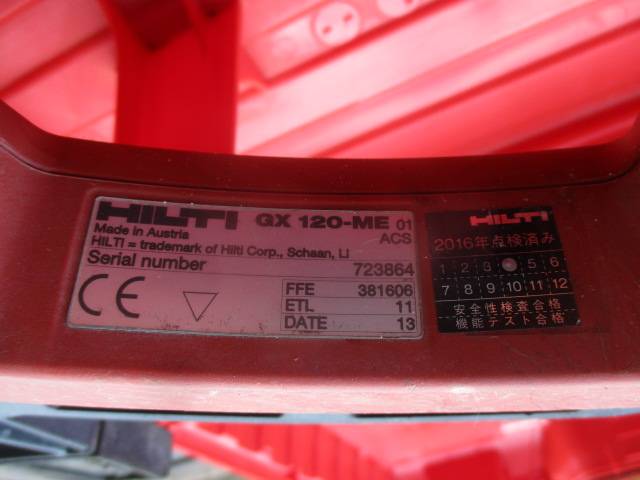 HILTI GX 120-ME 01
Made in Austria ACS
HILTI = trademark of Hilti Corp., Schaan, LI
Serial number 723864
CE
FFE 381606
ETL 11
DATE 13
HILTI
2016年点検済み
1 2 3 5 6
7 8 9 10 11 12
安全性検査合格
機能テスト合格